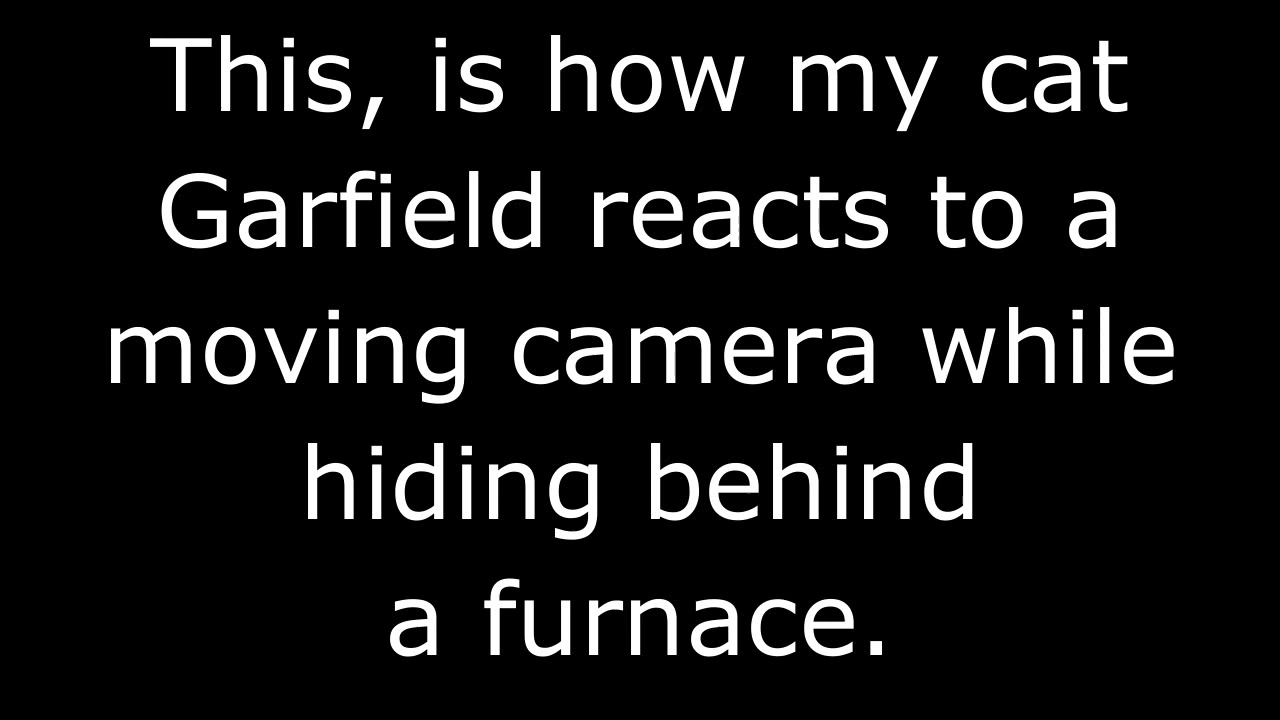 This, is how my cat
Garfield reacts to a
moving camera while
hiding behind
a furnace.